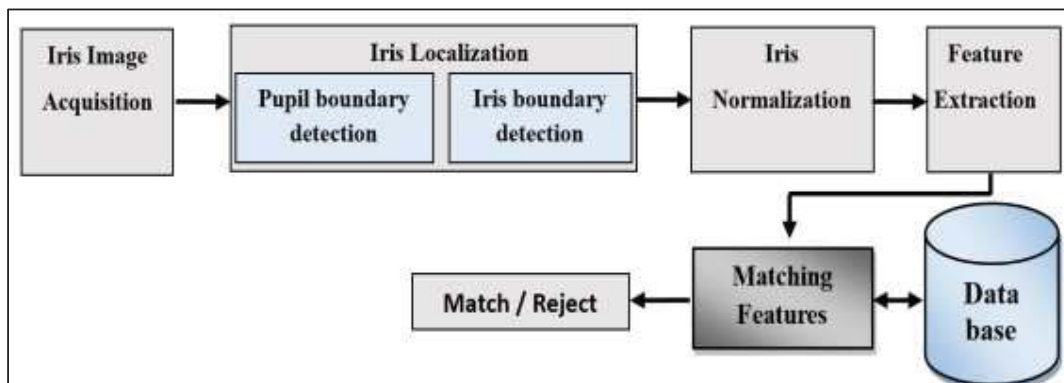 Iris Image
Acquisition
Iris Localization
Pupil boundary
detection
Iris boundary
detection
Iris
Normalization
Feature
Extraction
Matching
Features
Data
base
Match / Reject